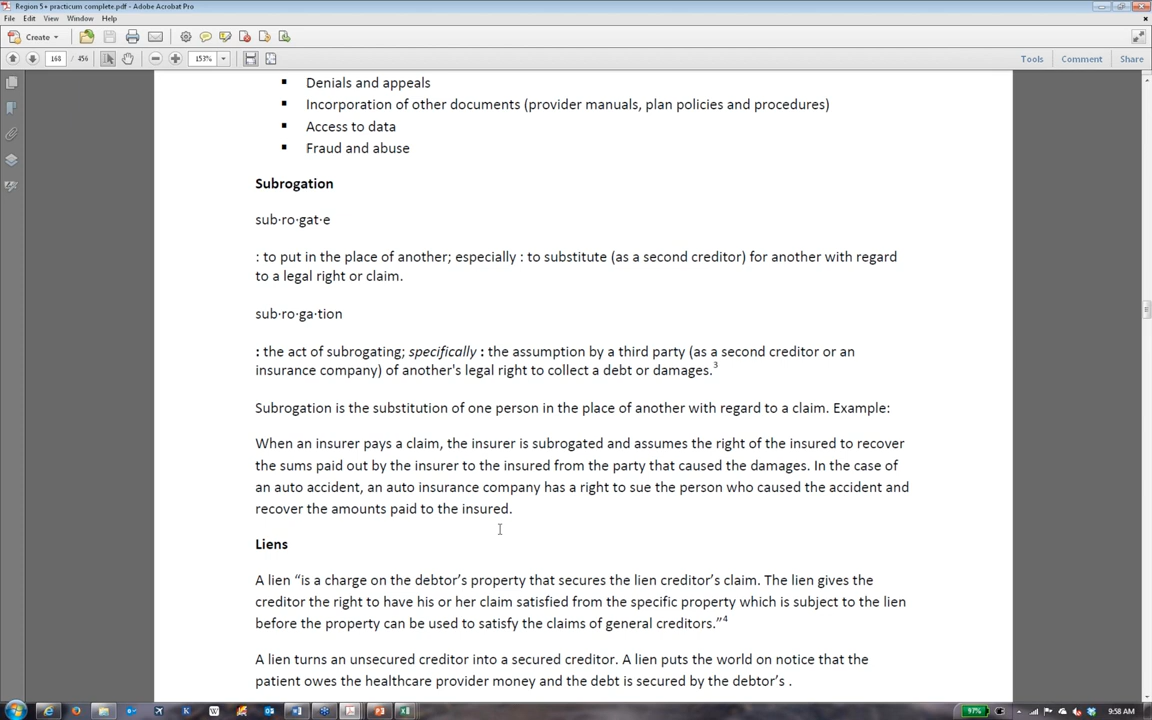 Region 5+ practicum complete.pdf - Adobe Acrobat Pro
File Edit View Window Help
Create
168 / 456 153% Tools Comment Share
▪ Denials and appeals
▪ Incorporation of other documents (provider manuals, plan policies and procedures)
▪ Access to data
▪ Fraud and abuse
Subrogation
sub·ro·gat·e
: to put in the place of another; especially : to substitute (as a second creditor) for another with regard
to a legal right or claim.
sub·ro·ga·tion
: the act of subrogating; specifically : the assumption by a third party (as a second creditor or an
insurance company) of another's legal right to collect a debt or damages.3
Subrogation is the substitution of one person in the place of another with regard to a claim. Example:
When an insurer pays a claim, the insurer is subrogated and assumes the right of the insured to recover
the sums paid out by the insurer to the insured from the party that caused the damages. In the case of
an auto accident, an auto insurance company has a right to sue the person who caused the accident and
recover the amounts paid to the insured.
Liens
A lien “is a charge on the debtor’s property that secures the lien creditor’s claim. The lien gives the
creditor the right to have his or her claim satisfied from the specific property which is subject to the lien
before the property can be used to satisfy the claims of general creditors.”4
A lien turns an unsecured creditor into a secured creditor. A lien puts the world on notice that the
patient owes the healthcare provider money and the debt is secured by the debtor’s .
97% 9:58 AM